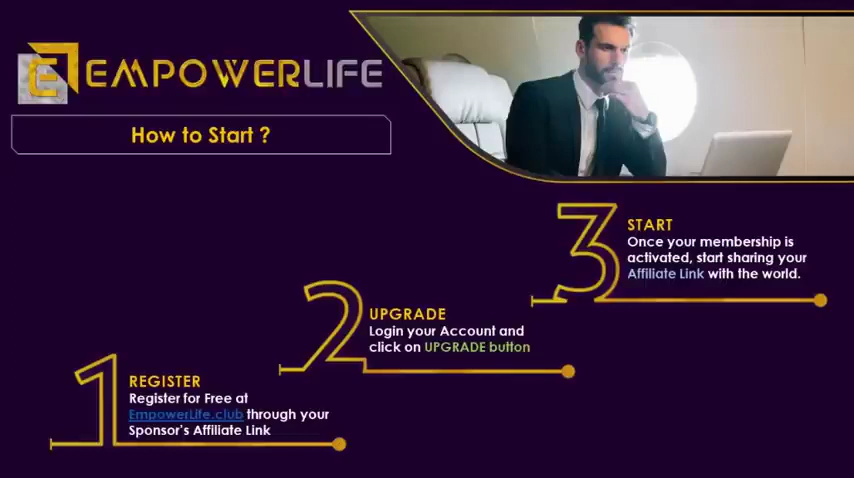 EMPOWERLIFE
How to Start ?
3
START
Once your membership is
activated, start sharing your
Affiliate Link with the world.
2
UPGRADE
Login your Account and
click on UPGRADE button
1
REGISTER
Register for Free at
EmpowerLife.club through your
Sponsor's Affiliate Link